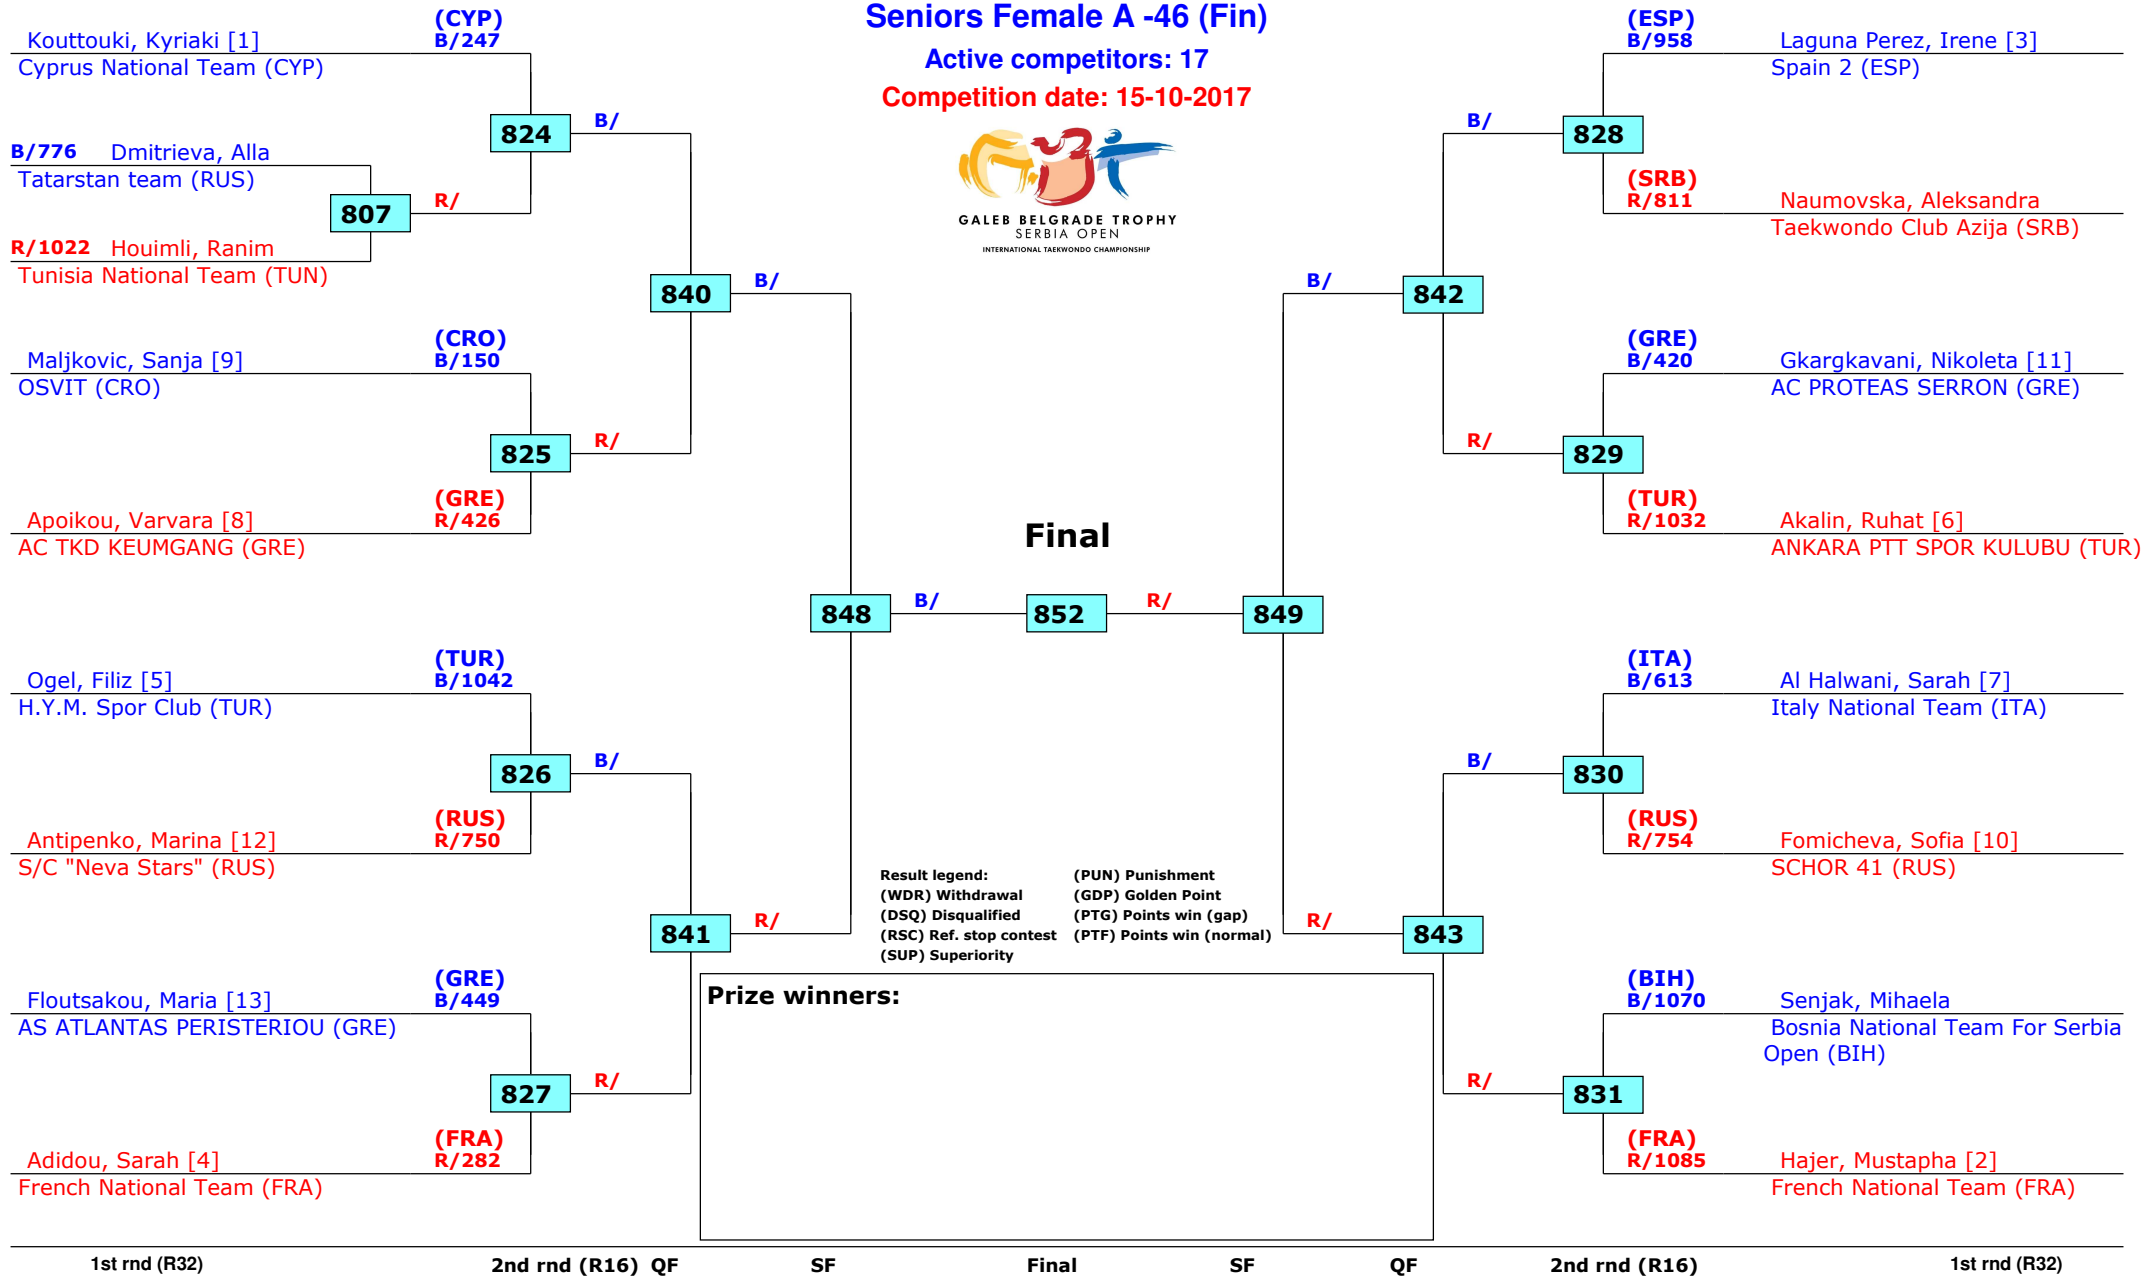 Seniors Female A -46 (Fin)
Active competitors: 17
Competition date: 15-10-2017
GALEB BELGRADE TROPHY
SERBIA OPEN
INTERNATIONAL TAEKWONDO CHAMPIONSHIP
(CYP)
Kouttouki, Kyriaki [1] B/247
Cyprus National Team (CYP)
824 B/
B/776 Dmitrieva, Alla
Tatarstan team (RUS)
807 R/
R/1022 Houimli, Ranim
Tunisia National Team (TUN)
840 B/
(CRO)
Maljkovic, Sanja [9] B/150
OSVIT (CRO)
825 R/
(GRE)
Apoikou, Varvara [8] R/426
AC TKD KEUMGANG (GRE)
848 B/
(TUR)
Ogel, Filiz [5] B/1042
H.Y.M. Spor Club (TUR)
826 B/
(RUS)
Antipenko, Marina [12] R/750
S/C "Neva Stars" (RUS)
841 R/
(GRE)
Floutsakou, Maria [13] B/449
AS ATLANTAS PERISTERIOU (GRE)
827 R/
(FRA)
Adidou, Sarah [4] R/282
French National Team (FRA)
Final
852
(ESP)
B/958 Laguna Perez, Irene [3]
Spain 2 (ESP)
B/ 828
(SRB)
R/811 Naumovska, Aleksandra
Taekwondo Club Azija (SRB)
B/ 842
(GRE)
B/420 Gkargkavani, Nikoleta [11]
AC PROTEAS SERRON (GRE)
R/ 829
(TUR)
R/1032 Akalin, Ruhat [6]
ANKARA PTT SPOR KULUBU (TUR)
R/ 849
(ITA)
B/613 Al Halwani, Sarah [7]
Italy National Team (ITA)
B/ 830
(RUS)
R/754 Fomicheva, Sofia [10]
SCHOR 41 (RUS)
R/ 843
(BIH)
B/1070 Senjak, Mihaela
Bosnia National Team For Serbia
Open (BIH)
R/ 831
(FRA)
R/1085 Hajer, Mustapha [2]
French National Team (FRA)
Result legend: (PUN) Punishment
(WDR) Withdrawal (GDP) Golden Point
(DSQ) Disqualified (PTG) Points win (gap)
(RSC) Ref. stop contest (PTF) Points win (normal)
(SUP) Superiority
Prize winners:
1st rnd (R32) 2nd rnd (R16) QF SF Final SF QF 2nd rnd (R16) 1st rnd (R32)